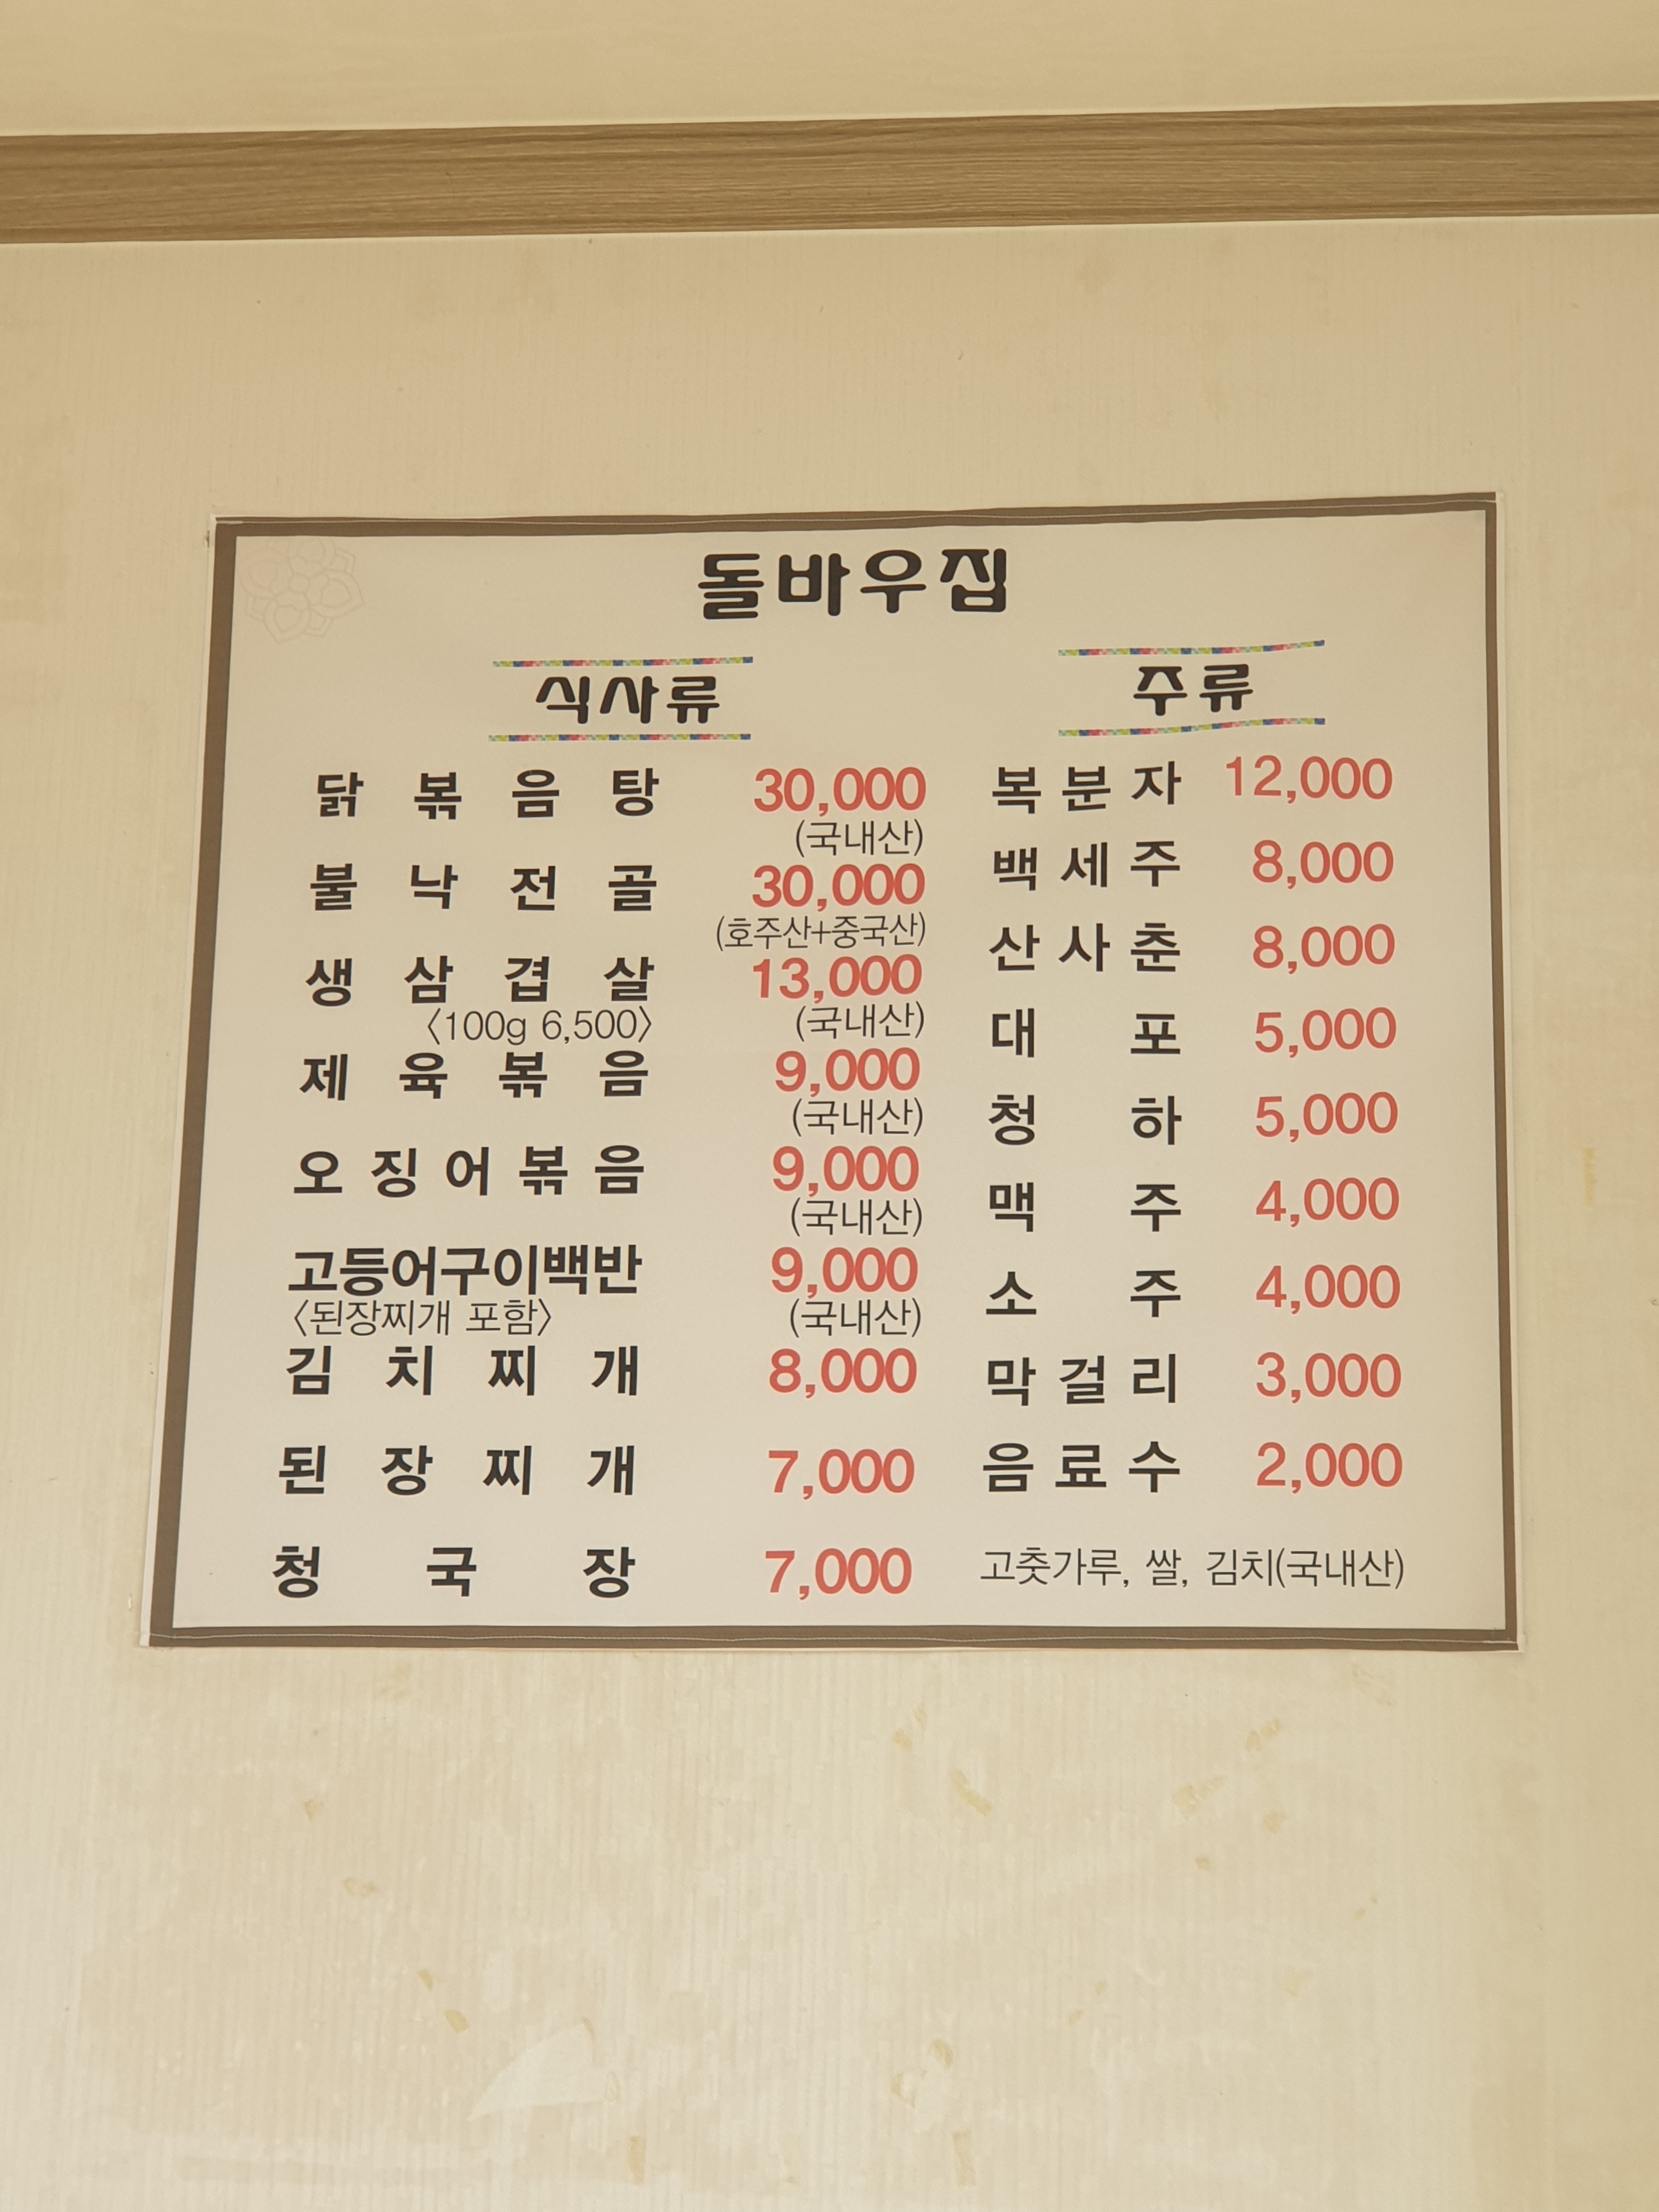 돌바우집
식사류
닭볶음탕 30,000
(국내산)
불낙전골 30,000
(호주산+중국산)
생삼겹살 13,000
〈100g 6,500〉 (국내산)
제육볶음 9,000
(국내산)
오징어볶음 9,000
(국내산)
고등어구이백반 9,000
〈된장찌개 포함〉 (국내산)
김치찌개 8,000
된장찌개 7,000
청국장 7,000
주류
복분자 12,000
백세주 8,000
산사춘 8,000
대포 5,000
청하 5,000
맥주 4,000
소주 4,000
막걸리 3,000
음료수 2,000
고춧가루, 쌀, 김치(국내산)